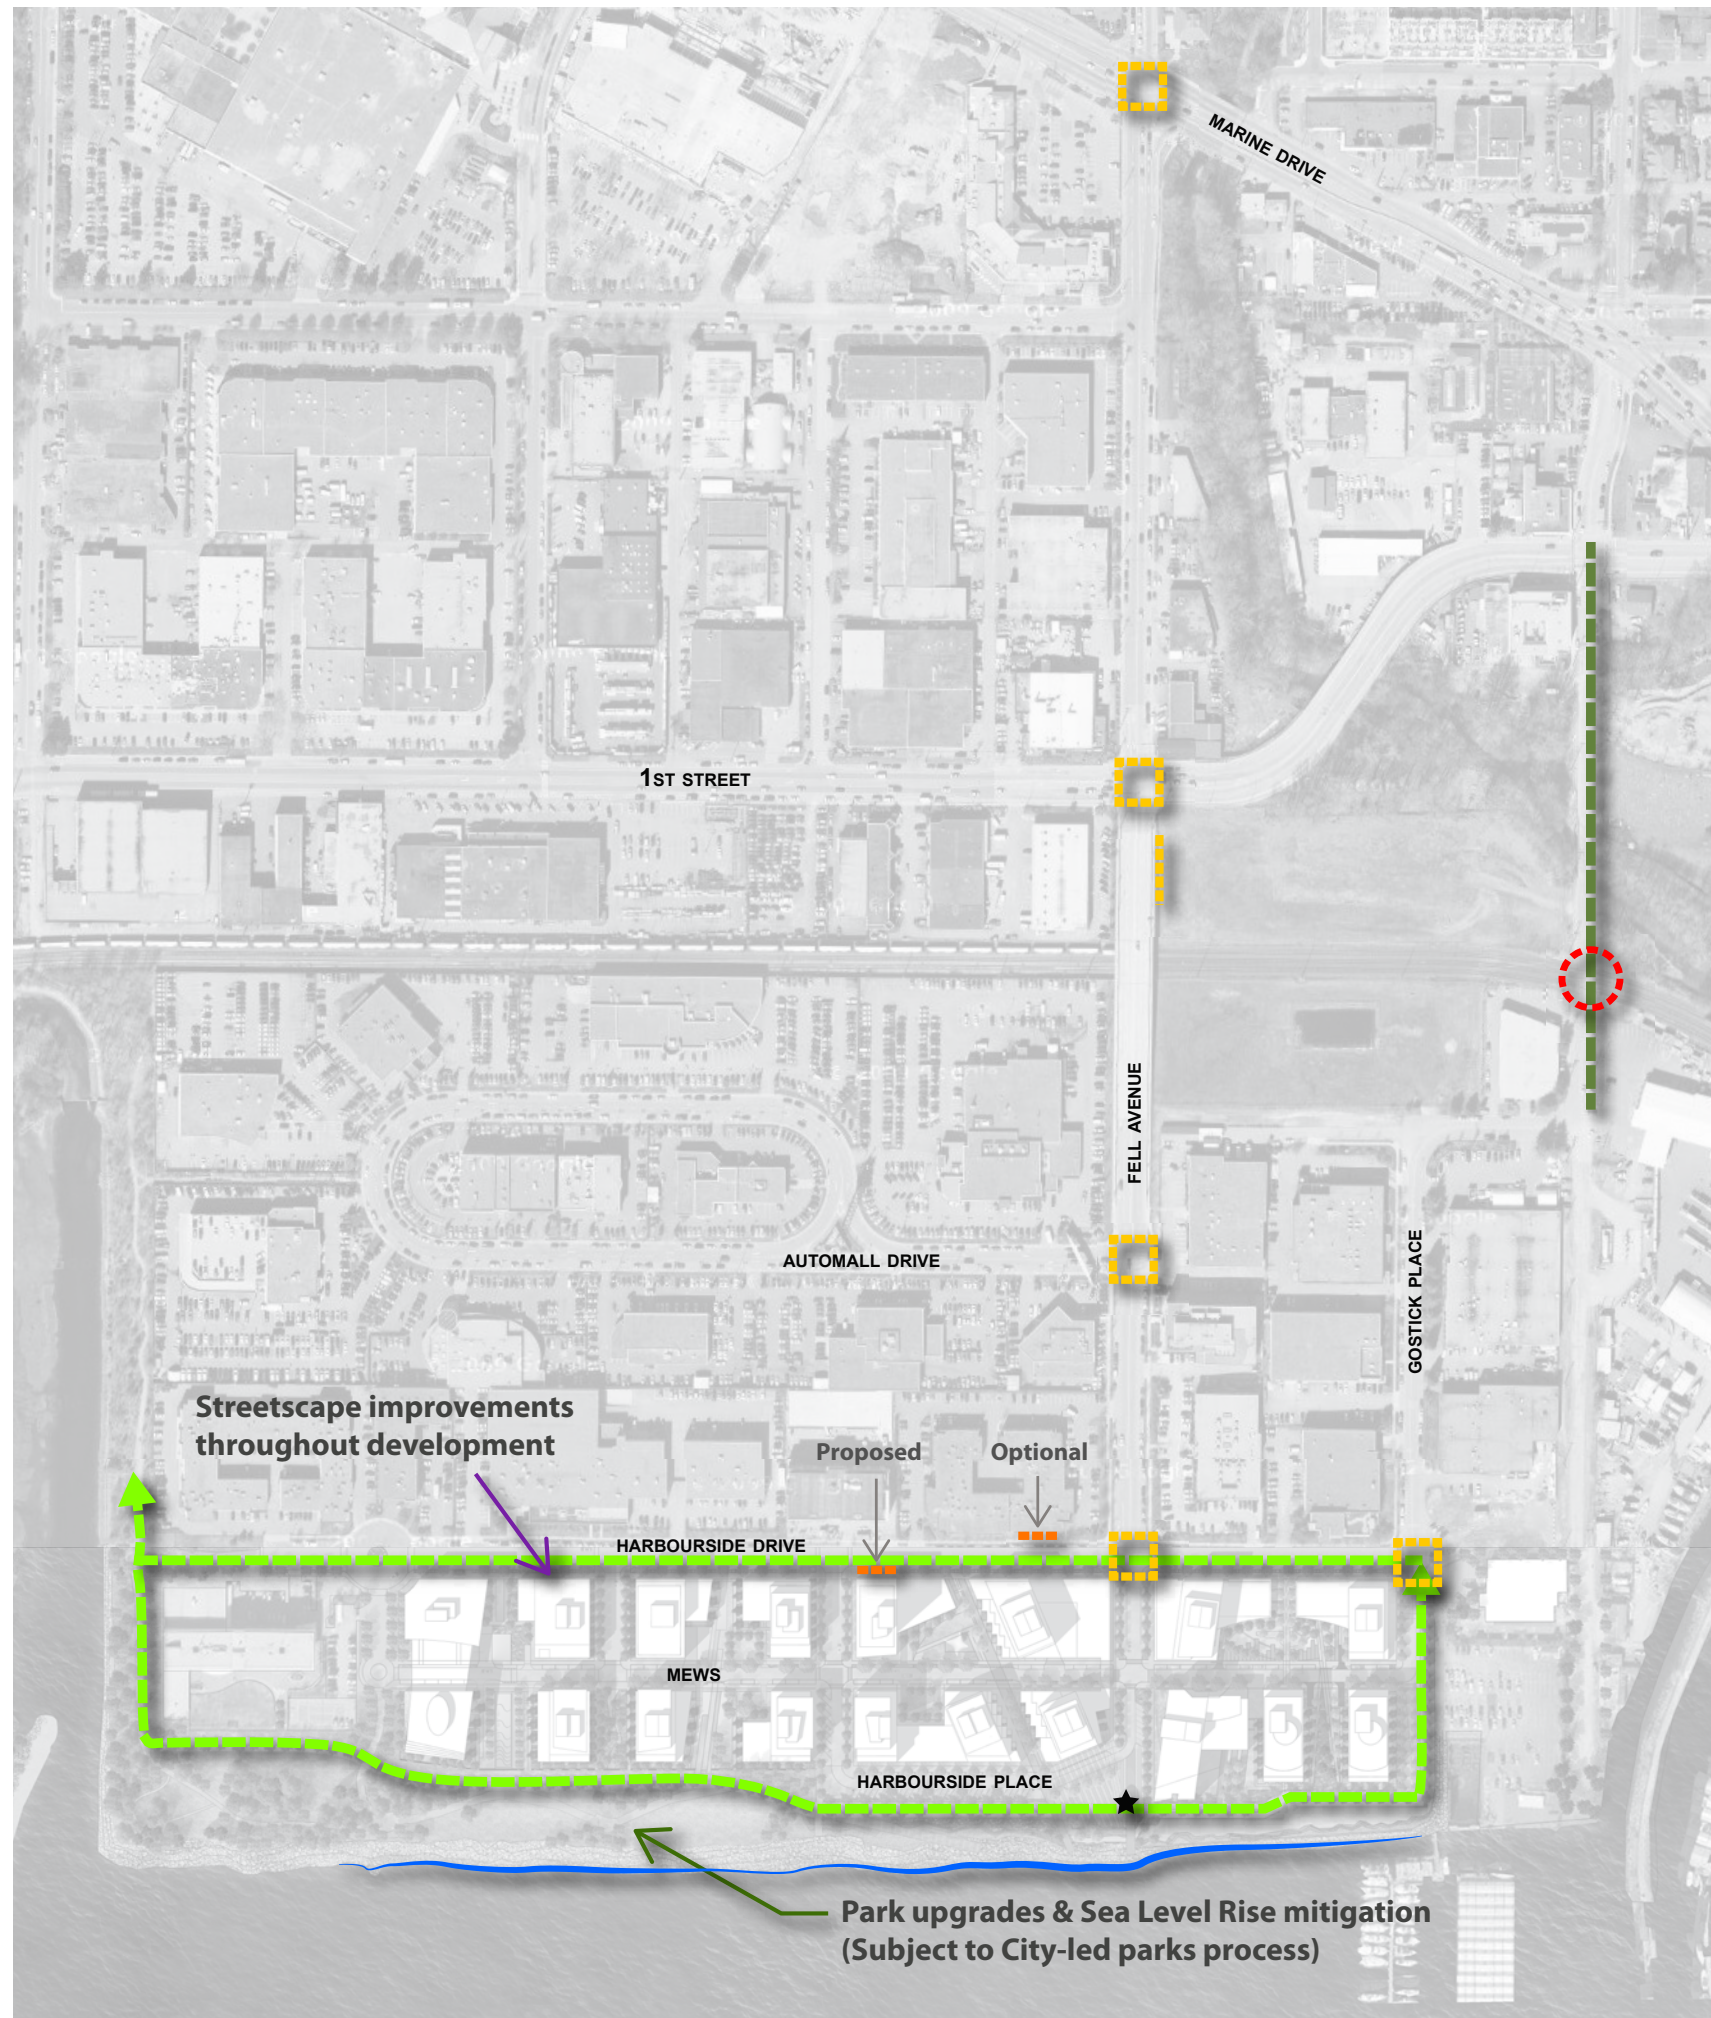 MARINE DRIVE
1ST STREET
FELL AVENUE
AUTOMALL DRIVE
GOSTICK PLACE
Streetscape improvements
throughout development
Proposed
Optional
HARBOURSIDE DRIVE
MEWS
HARBOURSIDE PLACE
Park upgrades & Sea Level Rise mitigation
(Subject to City-led parks process)